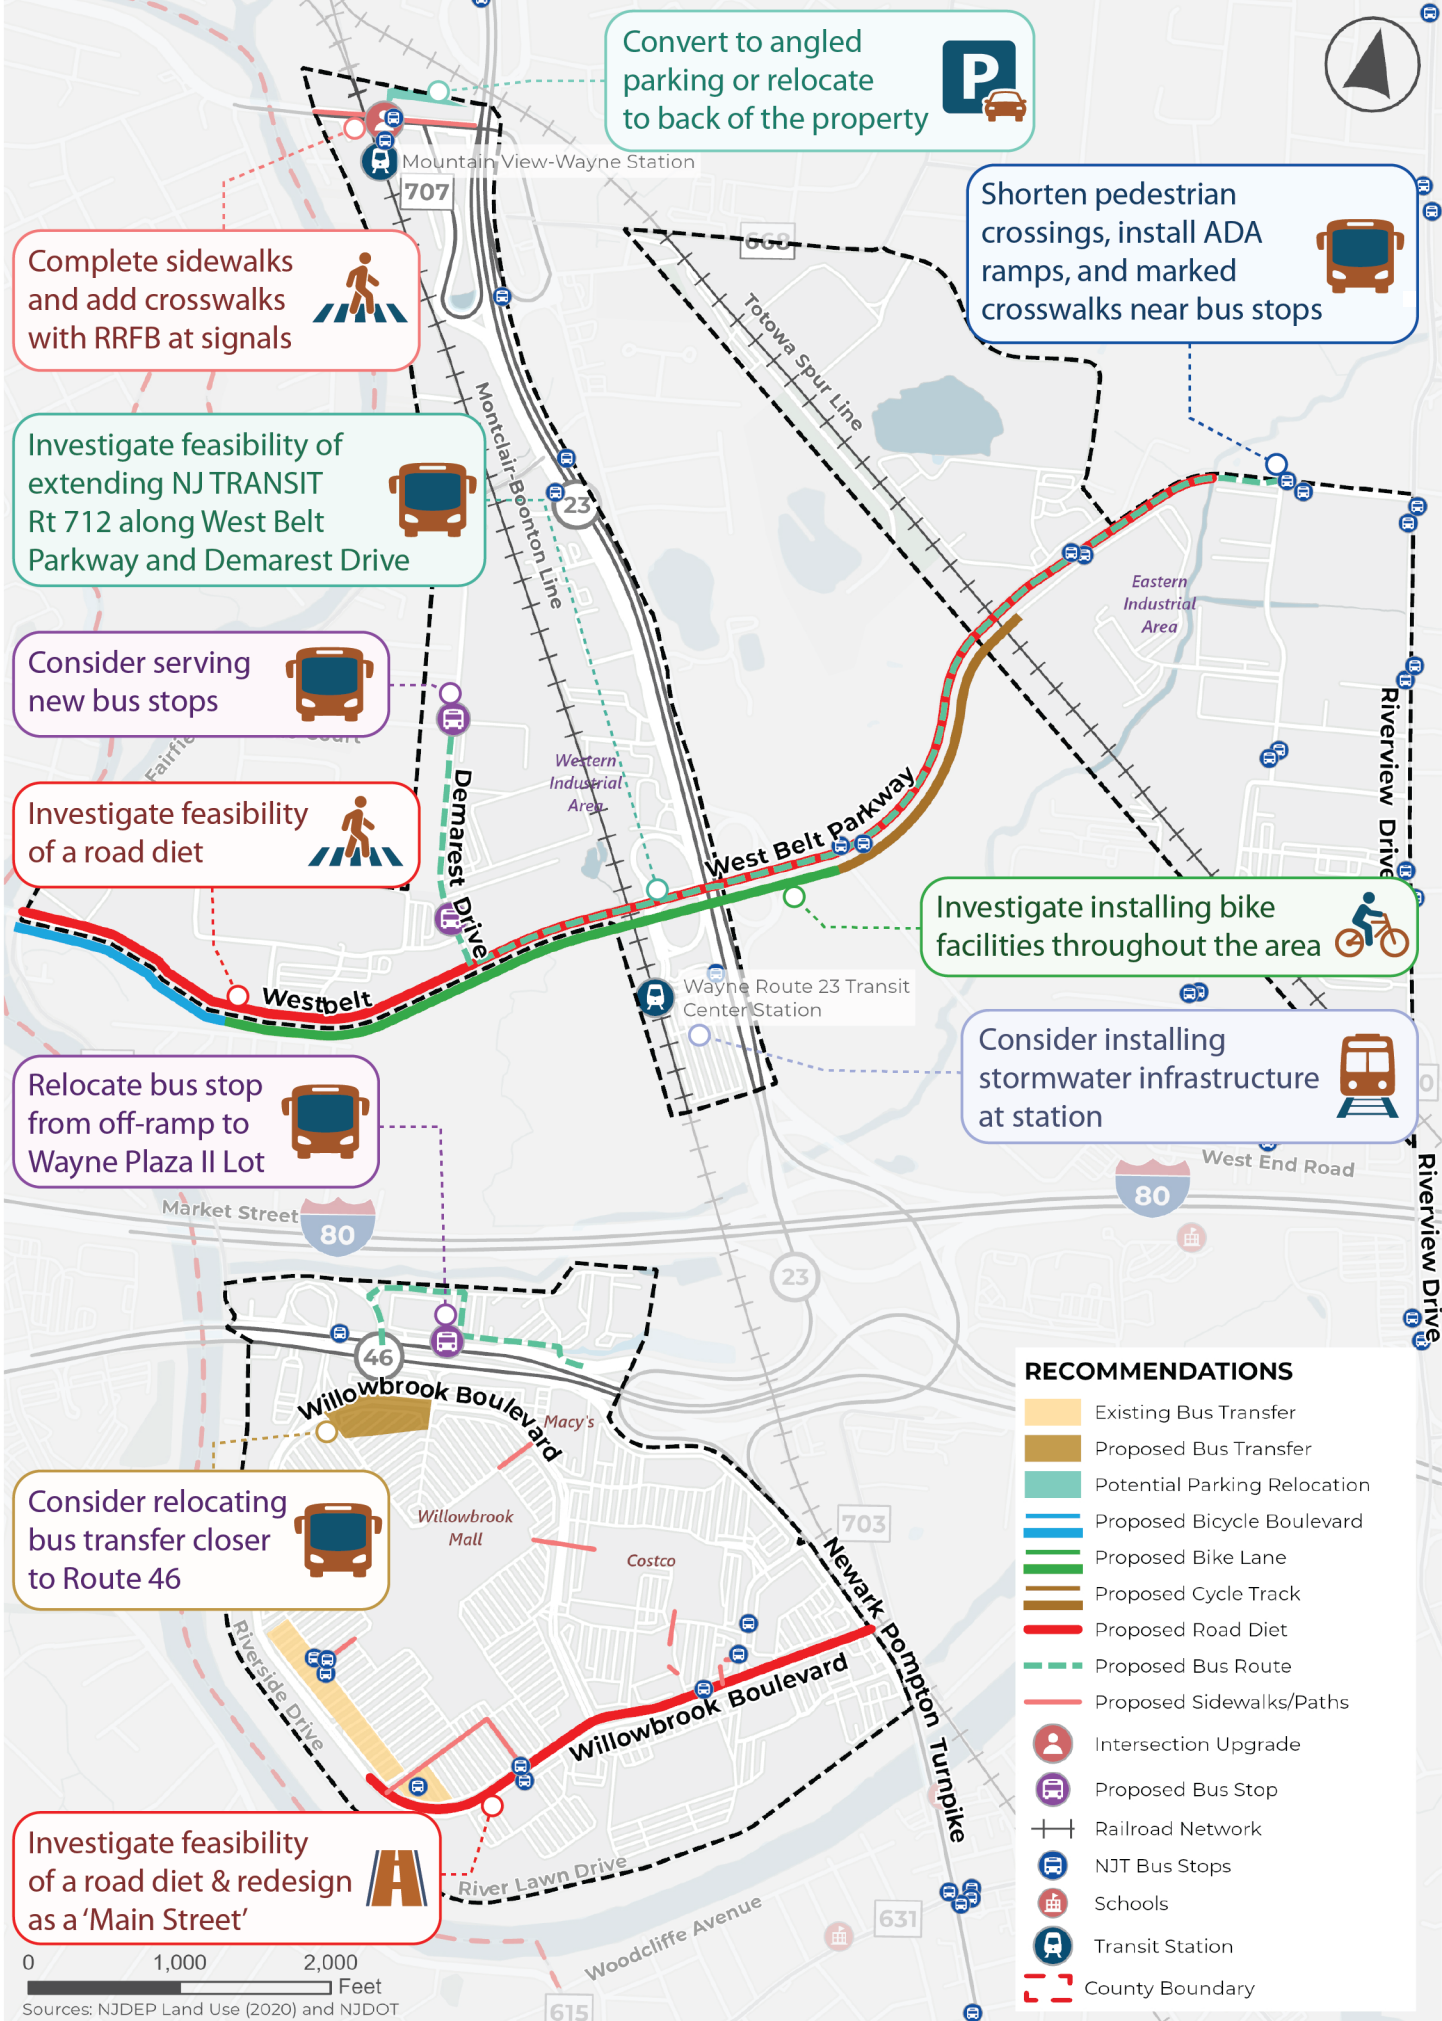 Convert to angled
parking or relocate
to back of the property
P
Mountain View-Wayne Station
707
Shorten pedestrian
crossings, install ADA
ramps, and marked
crosswalks near bus stops
668
Complete sidewalks
and add crosswalks
with RRFB at signals
Totowa Spur Line
Montclair-Boonton Line
Investigate feasibility of
extending NJ TRANSIT
Rt 712 along West Belt
Parkway and Demarest Drive
23
Eastern
Industrial
Area
Consider serving
new bus stops
Riverview Drive
Western
Industrial
Area
Demarest Drive
West Belt Parkway
Investigate feasibility
of a road diet
Investigate installing bike
facilities throughout the area
Westbelt
Wayne Route 23 Transit
Center Station
Consider installing
stormwater infrastructure
at station
Relocate bus stop
from off-ramp to
Wayne Plaza II Lot
West End Road
Riverview Drive
Market Street
80
80
23
46
Willowbrook Boulevard
Macy's
Consider relocating
bus transfer closer
to Route 46
Willowbrook
Mall
Costco
703
Newark Pompton Turnpike
Riverside Drive
Willowbrook Boulevard
Investigate feasibility
of a road diet & redesign
as a ‘Main Street’
River Lawn Drive
Woodcliffe Avenue
631
615
RECOMMENDATIONS
Existing Bus Transfer
Proposed Bus Transfer
Potential Parking Relocation
Proposed Bicycle Boulevard
Proposed Bike Lane
Proposed Cycle Track
Proposed Road Diet
Proposed Bus Route
Proposed Sidewalks/Paths
Intersection Upgrade
Proposed Bus Stop
Railroad Network
NJT Bus Stops
Schools
Transit Station
County Boundary
0 1,000 2,000
Feet
Sources: NJDEP Land Use (2020) and NJDOT